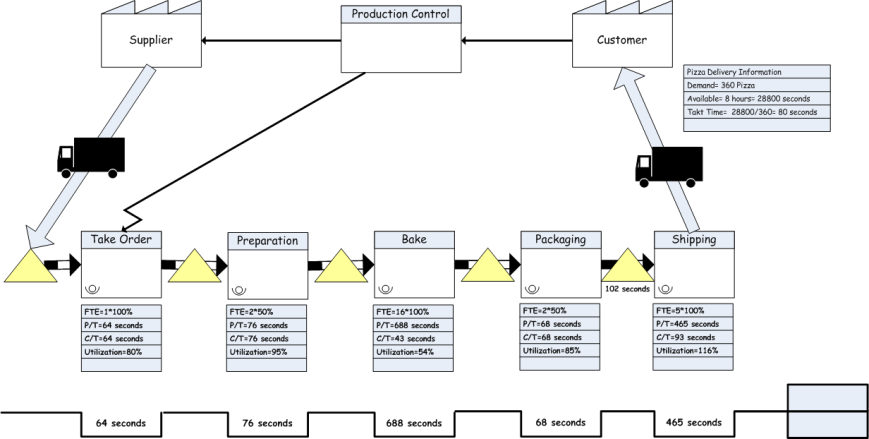 Supplier
Production Control
Customer
Pizza Delivery Information
Demand= 360 Pizza
Available= 8 hours= 28800 seconds
Takt Time=  28800/360= 80 seconds
Take Order
Preparation
Bake
Packaging
Shipping
102 seconds
FTE=1*100%
P/T=64 seconds
C/T=64 seconds
Utilization=80%
FTE=2*50%
P/T=76 seconds
C/T=76 seconds
Utilization=95%
FTE=16*100%
P/T=688 seconds
C/T=43 seconds
Utilization=54%
FTE=2*50%
P/T=68 seconds
C/T=68 seconds
Utilization=85%
FTE=5*100%
P/T=465 seconds
C/T=93 seconds
Utilization=116%
64 seconds
76 seconds
688 seconds
68 seconds
465 seconds